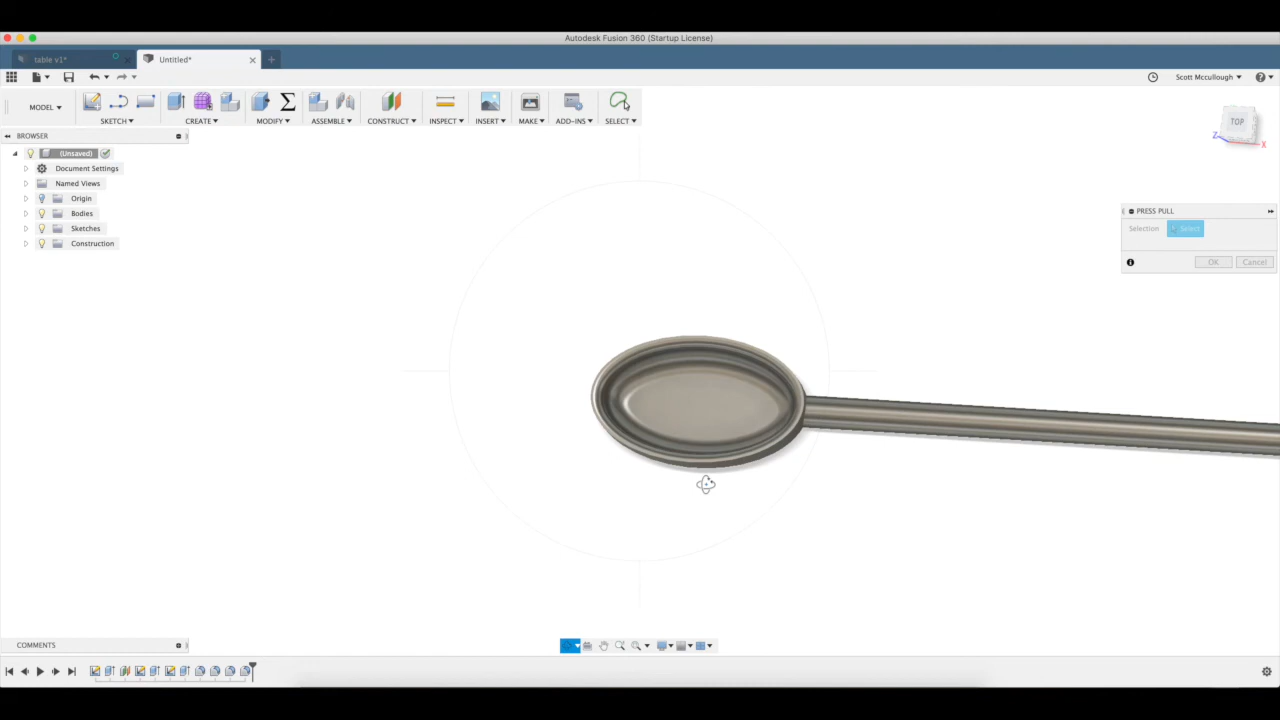 Autodesk Fusion 360 (Startup License)
table v1*
Untitled*
Scott Mccullough
MODEL
SKETCH
CREATE
MODIFY
ASSEMBLE
CONSTRUCT
INSPECT
INSERT
MAKE
ADD-INS
SELECT
TOP
Z
X
BROWSER
(Unsaved)
Document Settings
Named Views
Origin
Bodies
Sketches
Construction
PRESS PULL
Selection
Select
OK
Cancel
COMMENTS